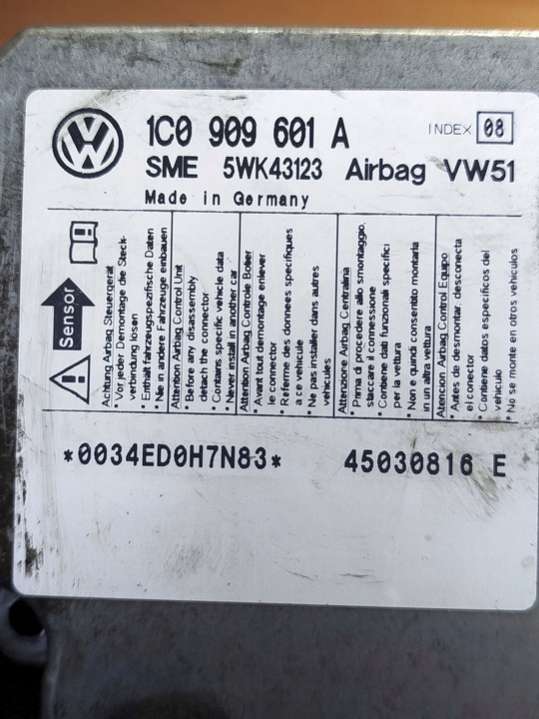 VW
1C0 909 601 A
INDEX 08
SME 5WK43123 Airbag VW51
Made in Germany
Sensor
Achtung Airbag Steuergerät
* Vor jeder Demontage die Steck-
verbindung lösen
* Enthält fahrzeugspezifische Daten
* Nie in andere Fahrzeuge einbauen
Attention Airbag Control Unit
* Before any disassembly
detach the connector
* Contains specific vehicle data
* Never install in another car
Attention Airbag Controle Boîtier
* Avant tout demontage enlever
le connector
* Referme des donnees specifiques
a ce vehicule
* Ne pas installer dans autres
vehicules
Attenzione Airbag Centralina
* Prima di procedere allo smontaggio,
staccare il connessione
* Contiene dati funzionali specifici
per la vettura
* Non e quindi consentito montarla
in un altra vettura
Atencion Airbag Control Equipo
* Antes de desmontar, desconecta
el conector
* Contiene datos especificos del
vehiculo
* No se monte en otros vehiculos
*0034ED0H7N83* 45030816 E